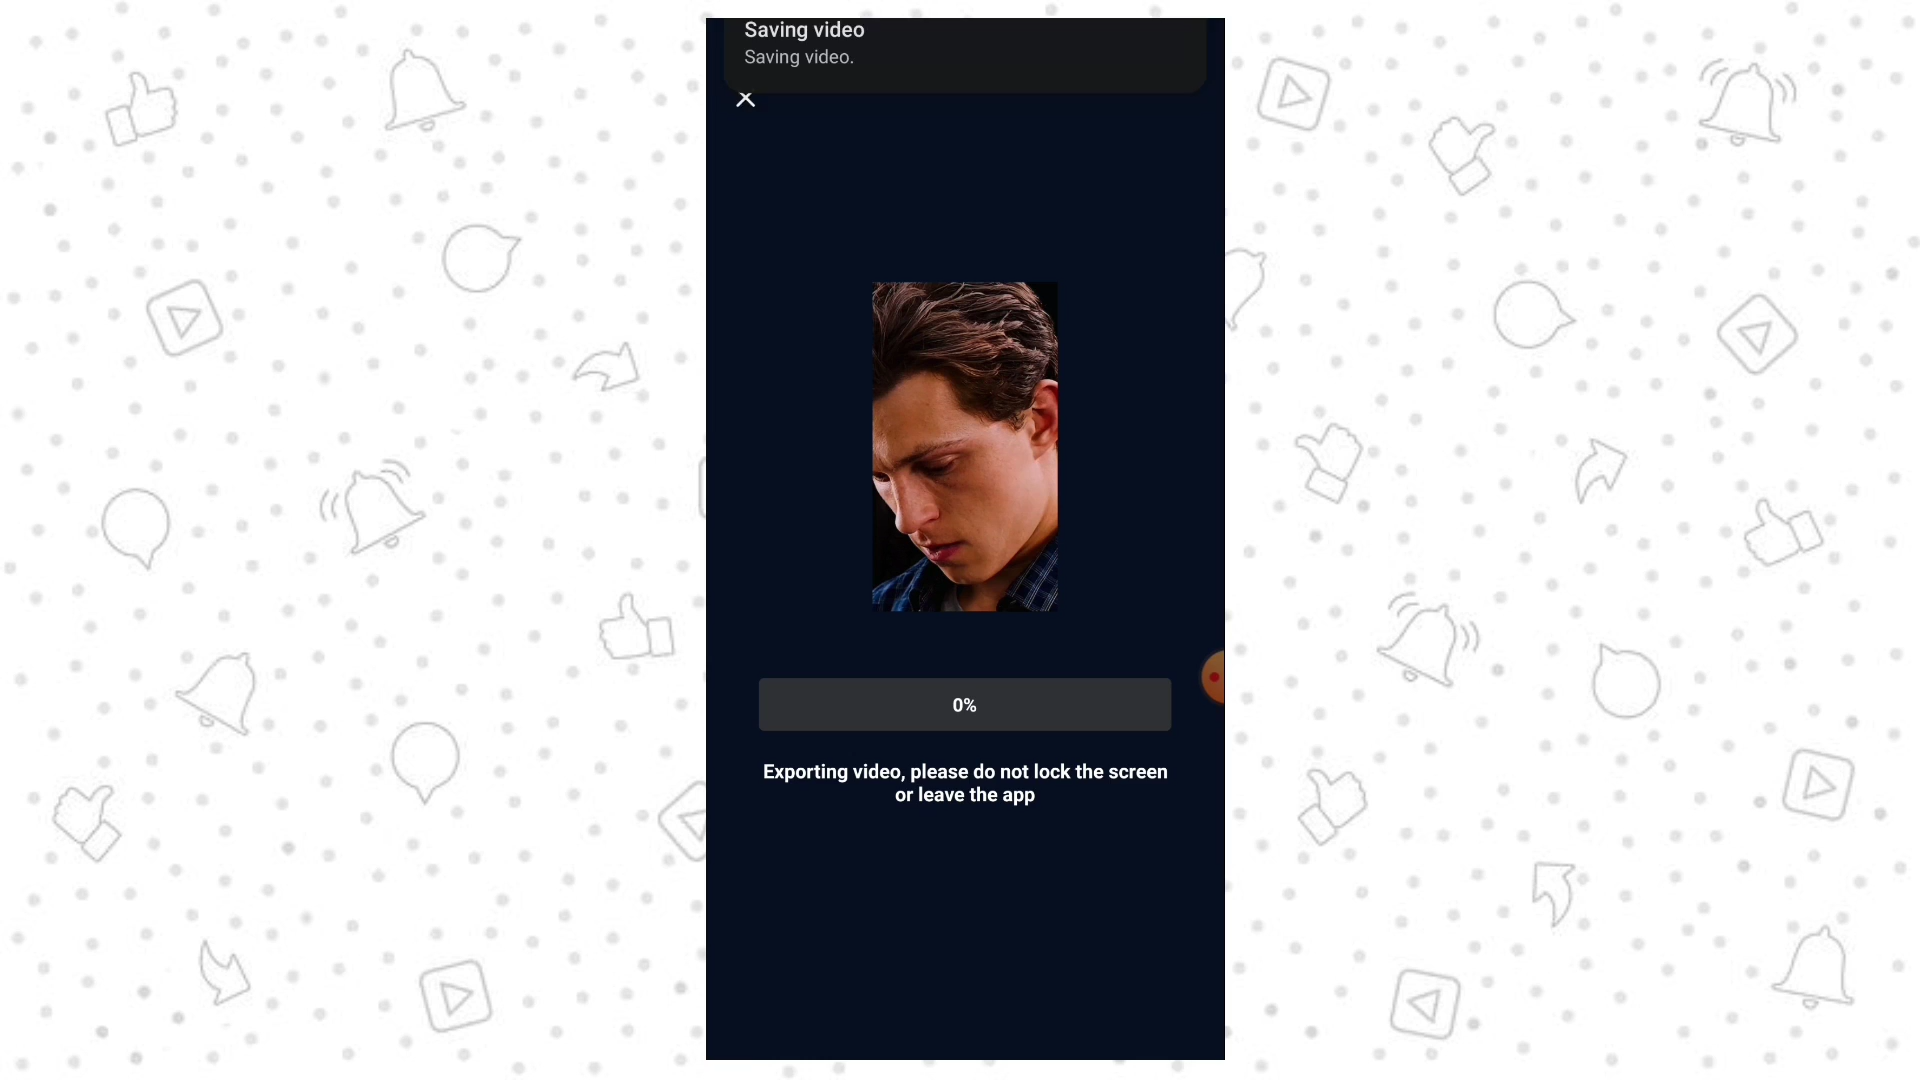 Saving video
Saving video.
0%
Exporting video, please do not lock the screen
or leave the app